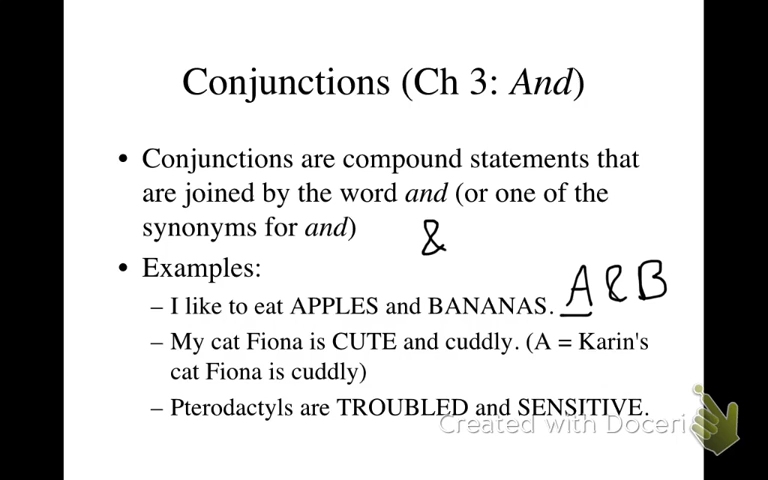 Conjunctions (Ch 3: And)
• Conjunctions are compound statements that
are joined by the word and (or one of the
synonyms for and)
&
• Examples:
– I like to eat APPLES and BANANAS. A & B
– My cat Fiona is CUTE and cuddly. (A = Karin's
cat Fiona is cuddly)
– Pterodactyls are TROUBLED and SENSITIVE.
Created with Doceri